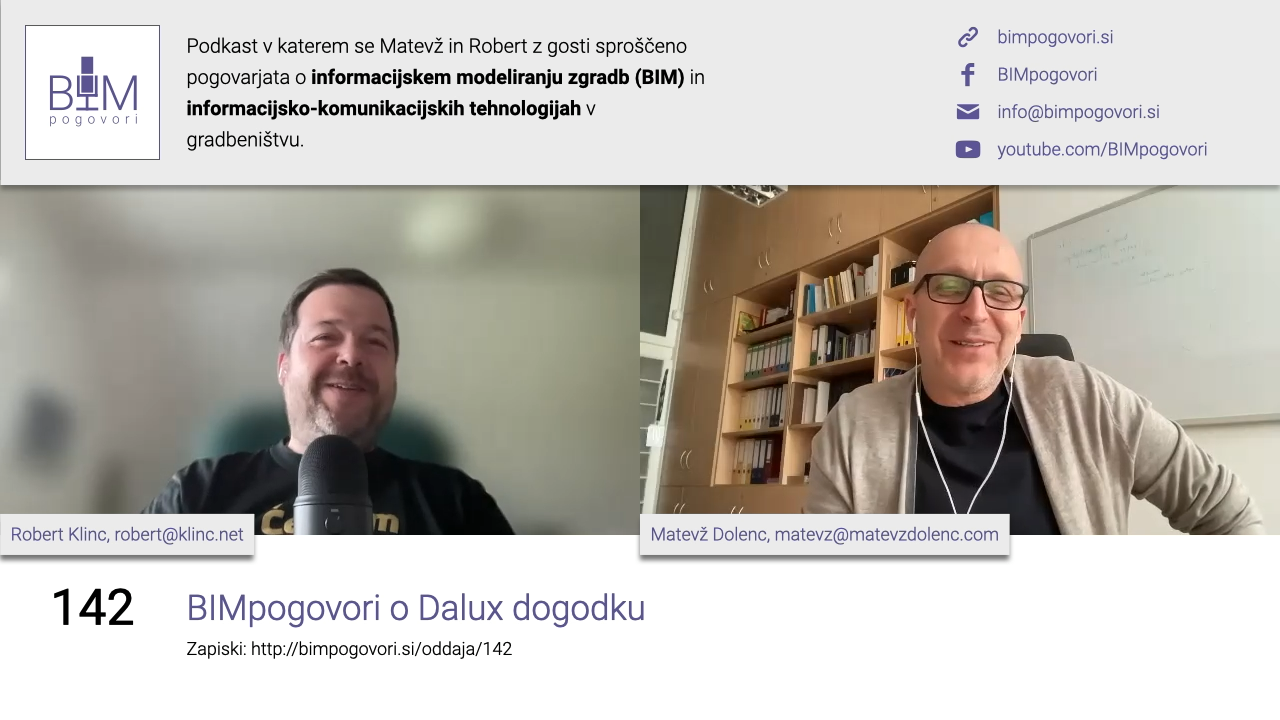 BIM
pogovori
Podkast v katerem se Matevž in Robert z gosti sproščeno
pogovarjata o informacijskem modeliranju zgradb (BIM) in
informacijsko-komunikacijskih tehnologijah v
gradbeništvu.
bimpogovori.si
BIMpogovori
info@bimpogovori.si
youtube.com/BIMpogovori
Robert Klinc, robert@klinc.net
Matevž Dolenc, matevz@matevzdolenc.com
142
BIMpogovori o Dalux dogodku
Zapiski: http://bimpogovori.si/oddaja/142